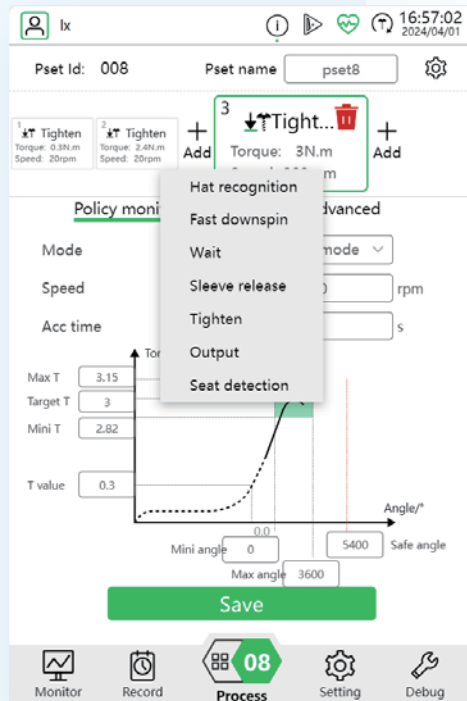 lx
16:57:02
2024/04/01
Pset Id: 008 Pset name pset8
1 Tighten
Torque: 0.3N.m
Speed: 20rpm
2 Tighten
Torque: 2.4N.m
Speed: 20rpm
Add
3 Tight...
Torque: 3N.m
Add
Hat recognition
Fast downspin
Wait
Sleeve release
Tighten
Output
Seat detection
Policy moni
dvanced
Mode mode
Speed rpm
Acc time s
Tor
Max T 3.15
Target T 3
Mini T 2.82
T value 0.3
Angle/°
0.0
Mini angle 0
5400 Safe angle
Max angle 3600
Save
08
Monitor Record Process Setting Debug